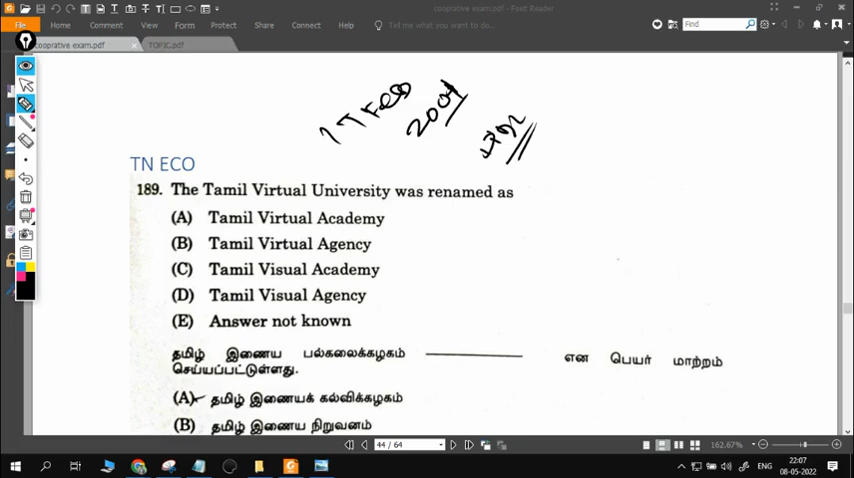 cooprative exam.pdf - Foxit Reader
File Home Comment View Form Protect Share Connect Help Tell me what you want to do... Find
cooprative exam.pdf TOPIC.pdf
TN ECO
189. The Tamil Virtual University was renamed as
(A) Tamil Virtual Academy
(B) Tamil Virtual Agency
(C) Tamil Visual Academy
(D) Tamil Visual Agency
(E) Answer not known
தமிழ் இணைய பல்கலைக்கழகம் ________ என பெயர் மாற்றம்
செய்யப்பட்டுள்ளது.
(A) தமிழ் இணையக் கல்விக்கழகம்
(B) தமிழ் இணைய நிறுவனம்
44 / 64 162.67%
ENG 22:07
08-05-2022